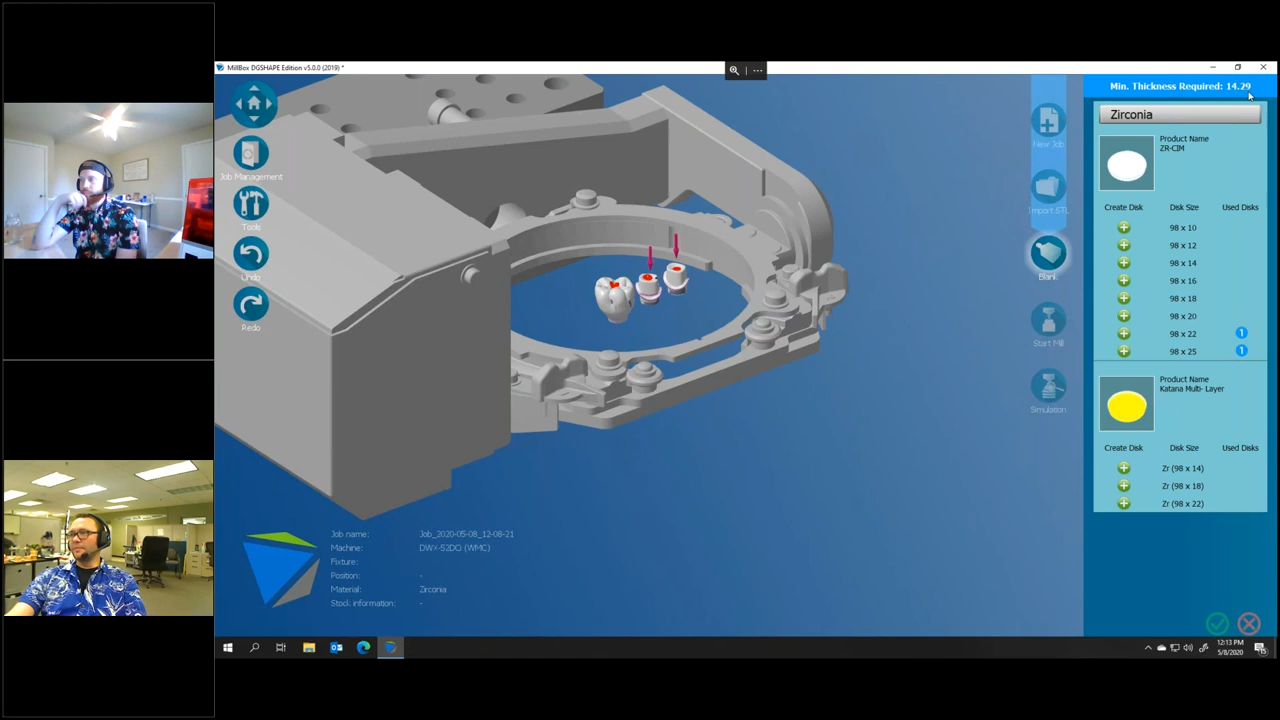 MillBox DGSHAPE Edition v5.0.0 (2019) *
Min. Thickness Required: 14.29
Zirconia
Product Name
ZR-CIM
Create Disk Disk Size Used Disks
98 x 10
98 x 12
98 x 14
98 x 16
98 x 18
98 x 20
98 x 22 1
98 x 25 1
Product Name
Katana Multi- Layer
Create Disk Disk Size Used Disks
Zr (98 x 14)
Zr (98 x 18)
Zr (98 x 22)
Job Management
Tools
Undo
Redo
New Job
Import STL
Blank
Start Mill
Simulation
Job name: Job_2020-05-08_12-08-21
Machine: DWX-52DCi (WMC)
Fixture:
Position: -
Material: Zirconia
Stock. information: -
12:13 PM
5/8/2020